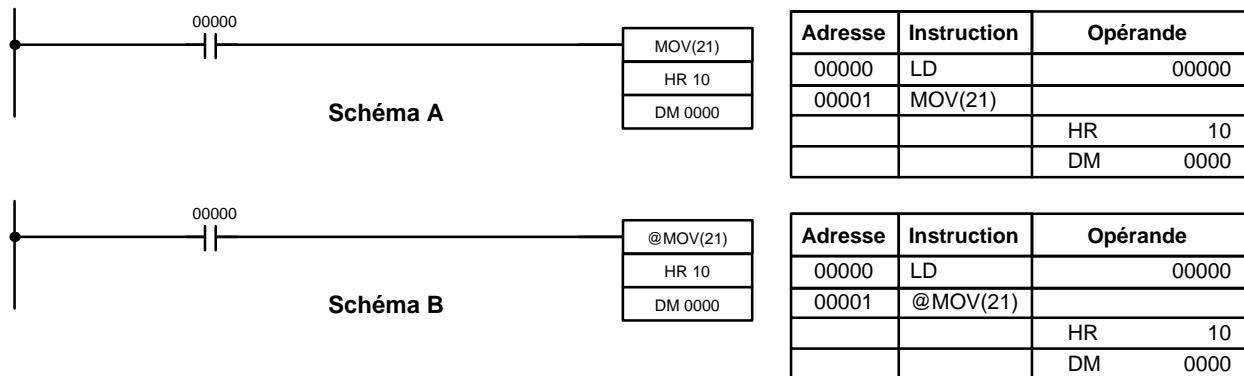 00000
MOV(21)
HR 10
DM 0000
Schéma A
Adresse Instruction Opérande
00000 LD 00000
00001 MOV(21)
HR 10
DM 0000
00000
@MOV(21)
HR 10
DM 0000
Schéma B
Adresse Instruction Opérande
00000 LD 00000
00001 @MOV(21)
HR 10
DM 0000